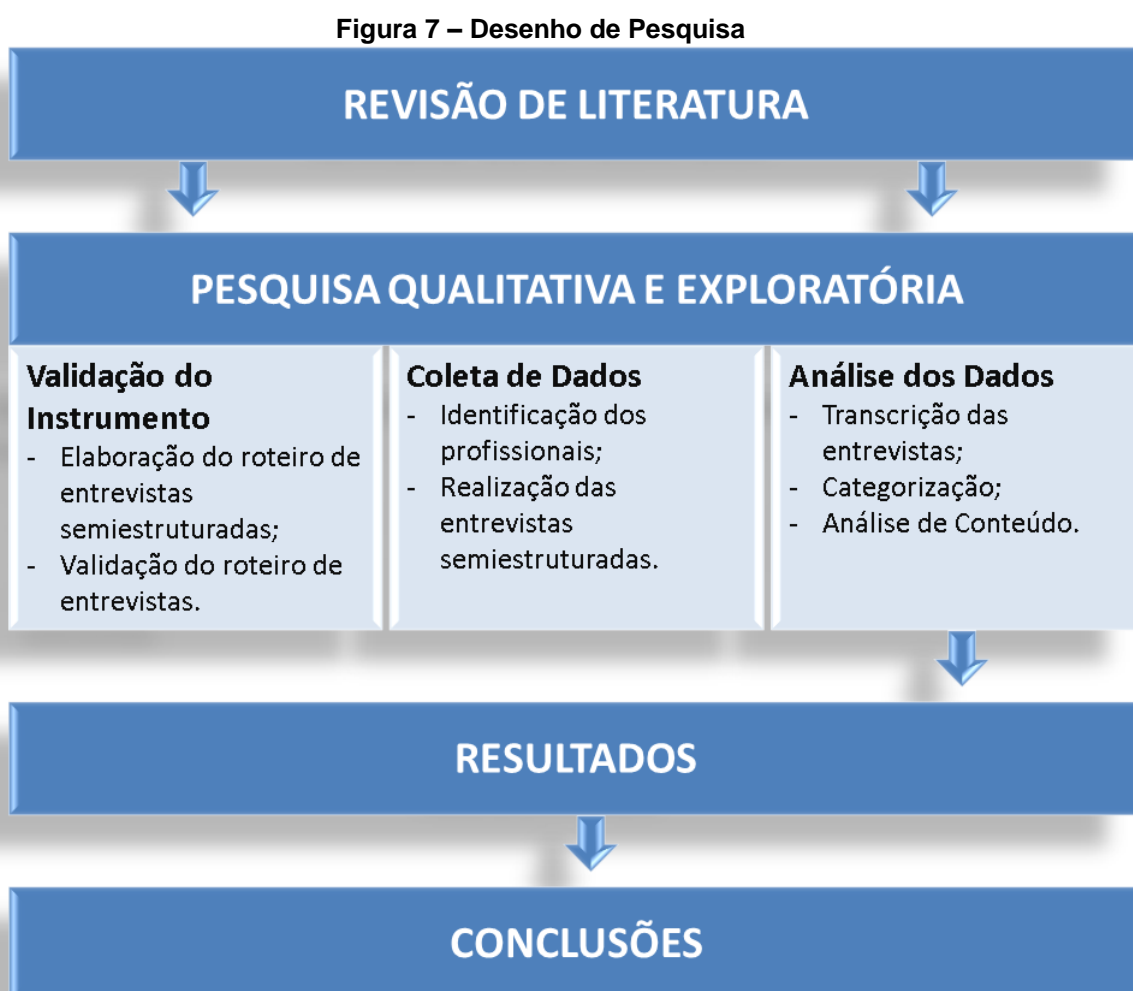 Figura 7 – Desenho de Pesquisa
REVISÃO DE LITERATURA
PESQUISA QUALITATIVA E EXPLORATÓRIA
Validação do
Instrumento
- Elaboração do roteiro de
entrevistas
semiestruturadas;
- Validação do roteiro de
entrevistas.
Coleta de Dados
- Identificação dos
profissionais;
- Realização das
entrevistas
semiestruturadas.
Análise dos Dados
- Transcrição das
entrevistas;
- Categorização;
- Análise de Conteúdo.
RESULTADOS
CONCLUSÕES